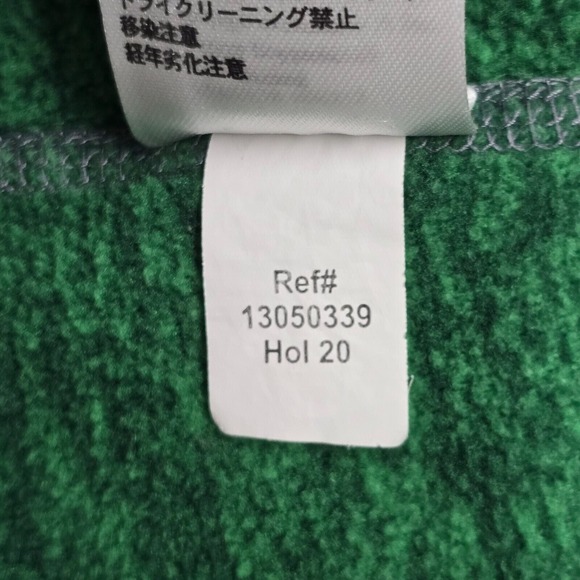 ドライクリーニング禁止
移染注意
経年劣化注意
Ref#
13050339
Hol 20